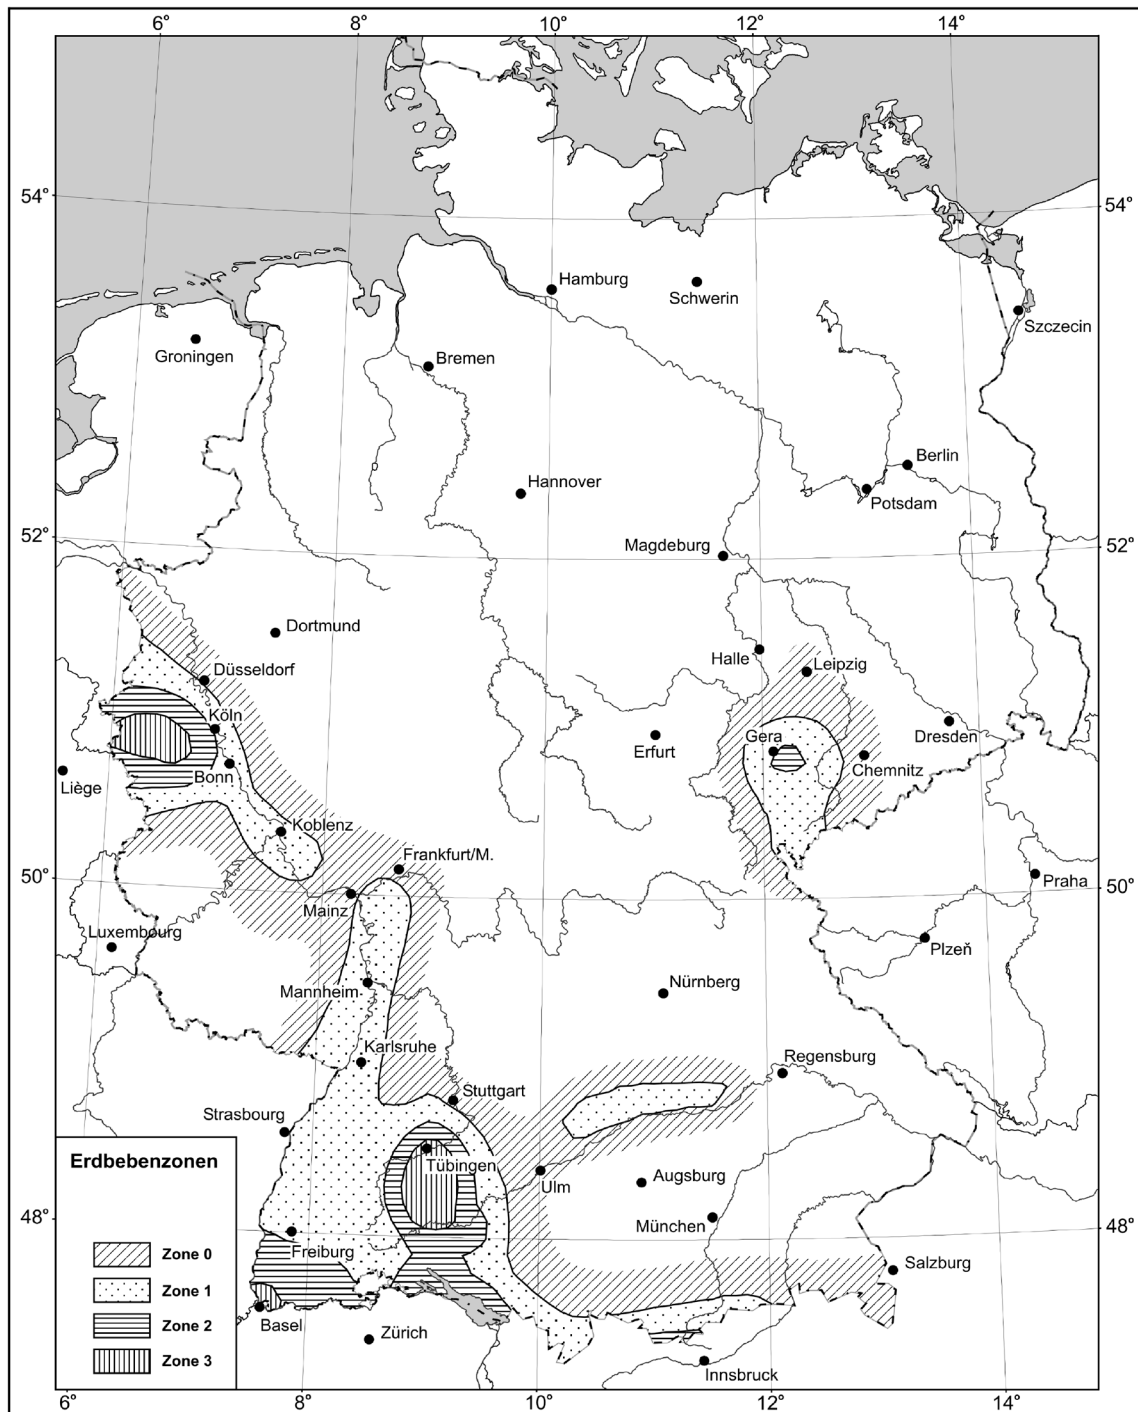 6°
8°
10°
12°
14°
54°
54°
Hamburg
Schwerin
Szczecin
Groningen
Bremen
Berlin
Hannover
Potsdam
52°
Magdeburg
52°
Dortmund
Halle
Leipzig
Düsseldorf
Köln
Gera
Dresden
Erfurt
Chemnitz
Bonn
Liège
Koblenz
Frankfurt/M.
50°
Praha
50°
Mainz
Luxembourg
Plzeň
Nürnberg
Mannheim
Karlsruhe
Regensburg
Stuttgart
Strasbourg
Erdbebenzonen
Tübingen
Augsburg
Ulm
48°
München
48°
Freiburg
Zone 0
Salzburg
Zone 1
Basel
Zone 2
Zürich
Zone 3
Innsbruck
6°
8°
10°
12°
14°